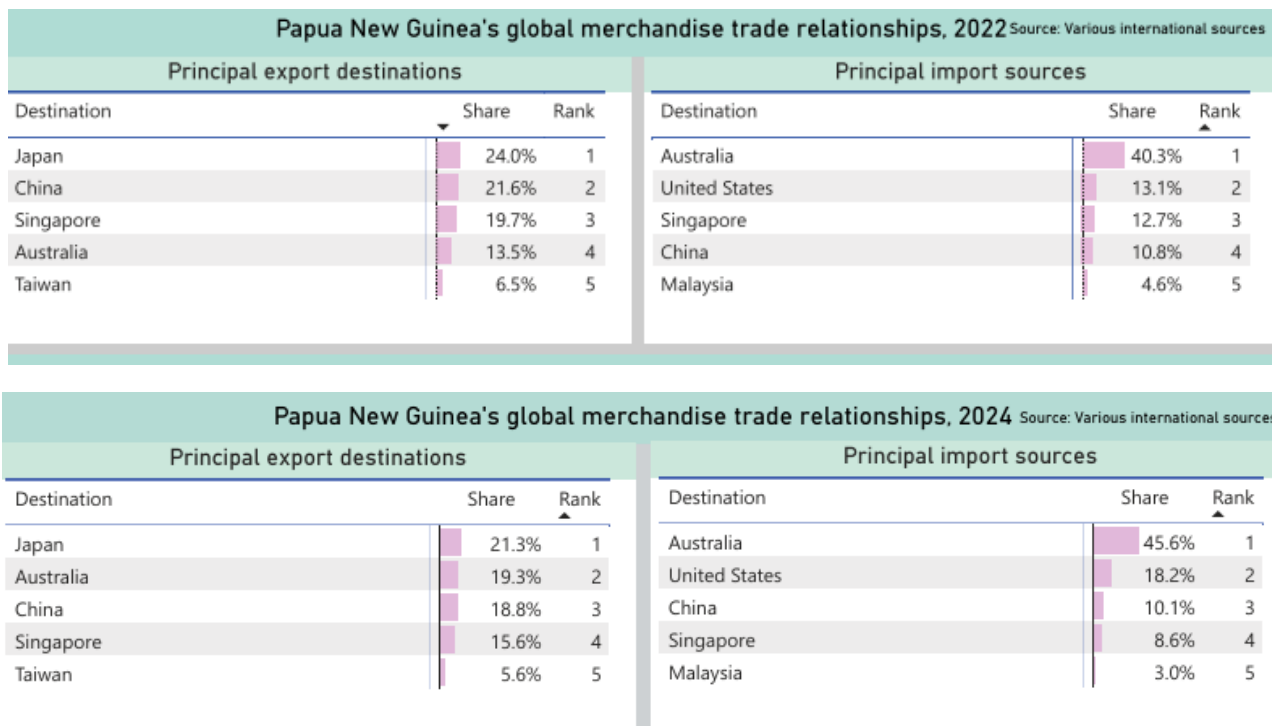 Papua New Guinea's global merchandise trade relationships, 2022 Source: Various international sources
Principal export destinations
Destination Share Rank
Japan 24.0% 1
China 21.6% 2
Singapore 19.7% 3
Australia 13.5% 4
Taiwan 6.5% 5
Principal import sources
Destination Share Rank
Australia 40.3% 1
United States 13.1% 2
Singapore 12.7% 3
China 10.8% 4
Malaysia 4.6% 5
Papua New Guinea's global merchandise trade relationships, 2024 Source: Various international sources
Principal export destinations
Destination Share Rank
Japan 21.3% 1
Australia 19.3% 2
China 18.8% 3
Singapore 15.6% 4
Taiwan 5.6% 5
Principal import sources
Destination Share Rank
Australia 45.6% 1
United States 18.2% 2
China 10.1% 3
Singapore 8.6% 4
Malaysia 3.0% 5